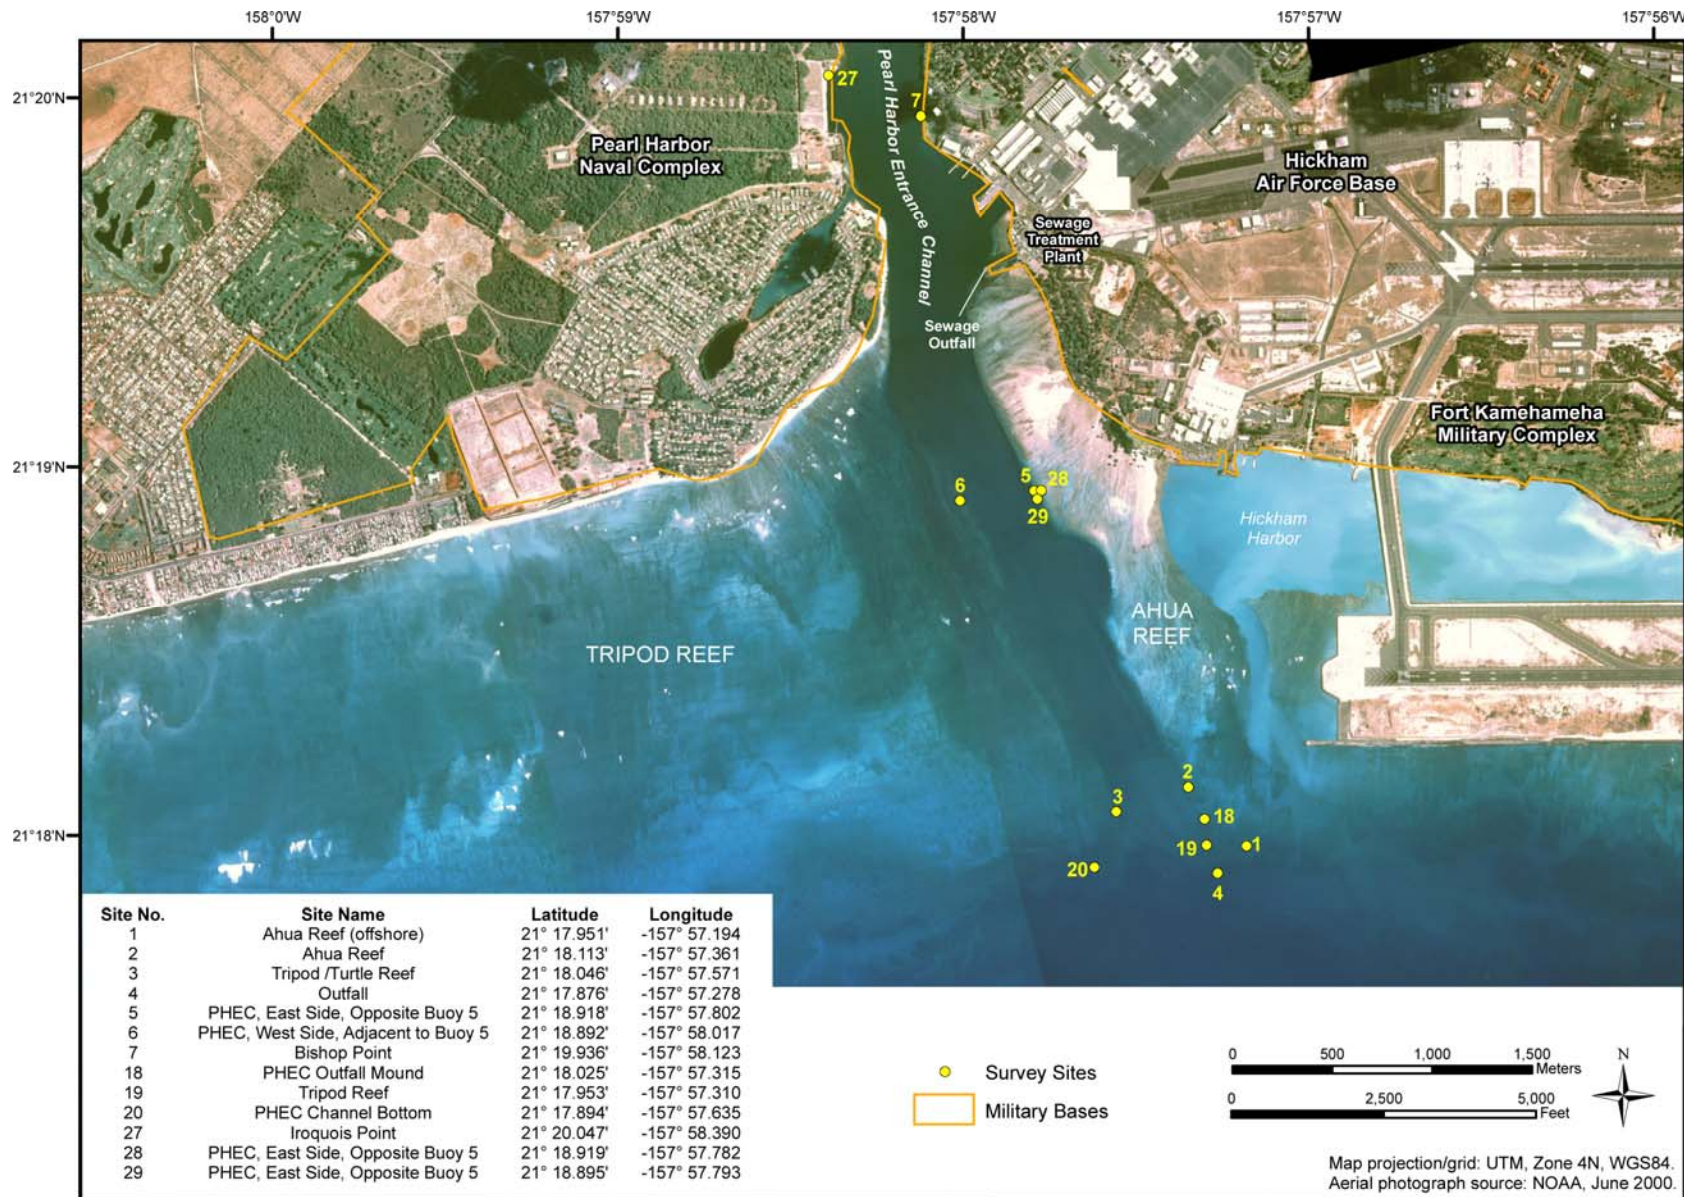 158°0'W
157°59'W
157°58'W
157°57'W
157°56'W
21°20'N
21°19'N
21°18'N
27
7
Pearl Harbor Entrance Channel
Pearl Harbor
Naval Complex
Hickham
Air Force Base
Sewage
Treatment
Plant
Sewage
Outfall
Fort Kamehameha
Military Complex
6
5
28
29
Hickham
Harbor
AHUA
REEF
TRIPOD REEF
2
3
18
19
1
20
4
Site No. Site Name Latitude Longitude
1 Ahua Reef (offshore) 21° 17.951' -157° 57.194
2 Ahua Reef 21° 18.113' -157° 57.361
3 Tripod /Turtle Reef 21° 18.046' -157° 57.571
4 Outfall 21° 17.876' -157° 57.278
5 PHEC, East Side, Opposite Buoy 5 21° 18.918' -157° 57.802
6 PHEC, West Side, Adjacent to Buoy 5 21° 18.892' -157° 58.017
7 Bishop Point 21° 19.936' -157° 58.123
18 PHEC Outfall Mound 21° 18.025' -157° 57.315
19 Tripod Reef 21° 17.953' -157° 57.310
20 PHEC Channel Bottom 21° 17.894' -157° 57.635
27 Iroquois Point 21° 20.047' -157° 58.390
28 PHEC, East Side, Opposite Buoy 5 21° 18.919' -157° 57.782
29 PHEC, East Side, Opposite Buoy 5 21° 18.895' -157° 57.793
Survey Sites
Military Bases
0 500 1,000 1,500
Meters
0 2,500 5,000
Feet
N
Map projection/grid: UTM, Zone 4N, WGS84.
Aerial photograph source: NOAA, June 2000.